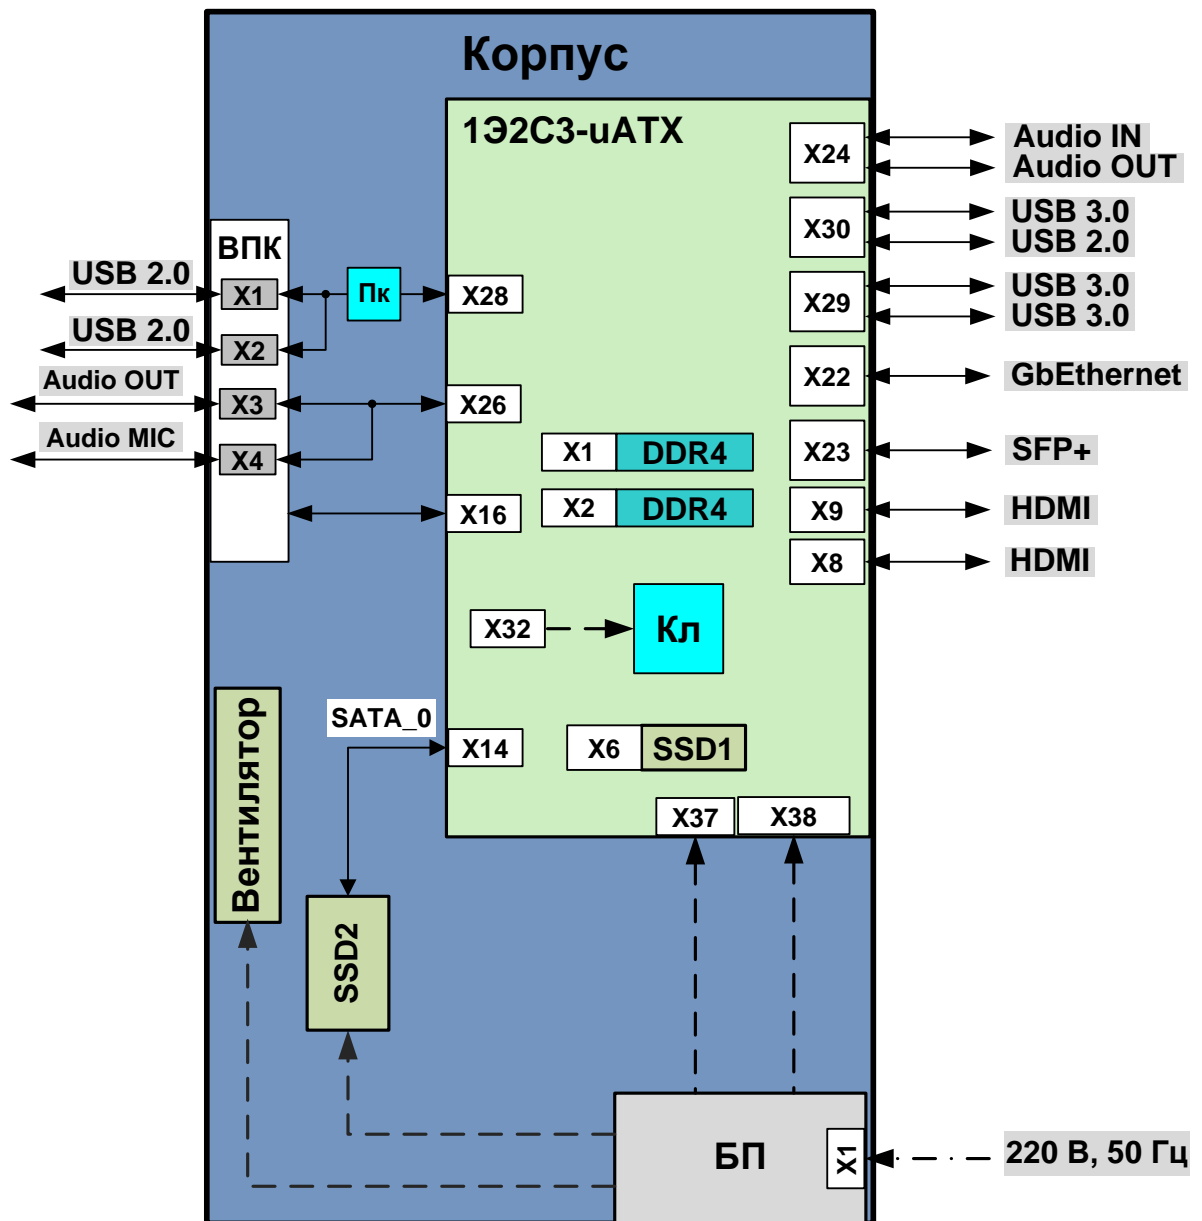 Корпус
1Э2С3-uATX
X24
Audio IN
Audio OUT
X30
USB 3.0
USB 2.0
ВПК
USB 2.0
X1
Пк
X28
X29
USB 3.0
USB 3.0
USB 2.0
X2
Audio OUT
X3
X26
X22
GbEthernet
Audio MIC
X4
X1
DDR4
X23
SFP+
X16
X2
DDR4
X9
HDMI
X8
HDMI
X32
Кл
Вентилятор
SATA_0
X14
X6
SSD1
X37
X38
SSD2
БП
X1
220 В, 50 Гц